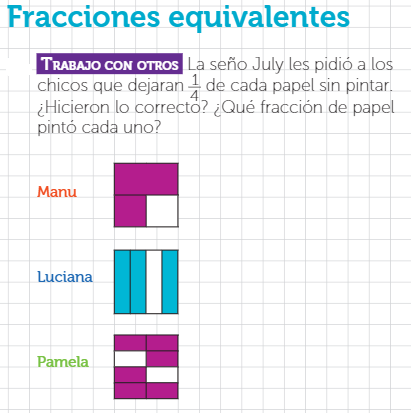 Fracciones equivalentes
TRABAJO CON OTROS La seño July les pidió a los
chicos que dejaran 1/4 de cada papel sin pintar.
¿Hicieron lo correcto? ¿Qué fracción de papel
pintó cada uno?
Manu
Luciana
Pamela